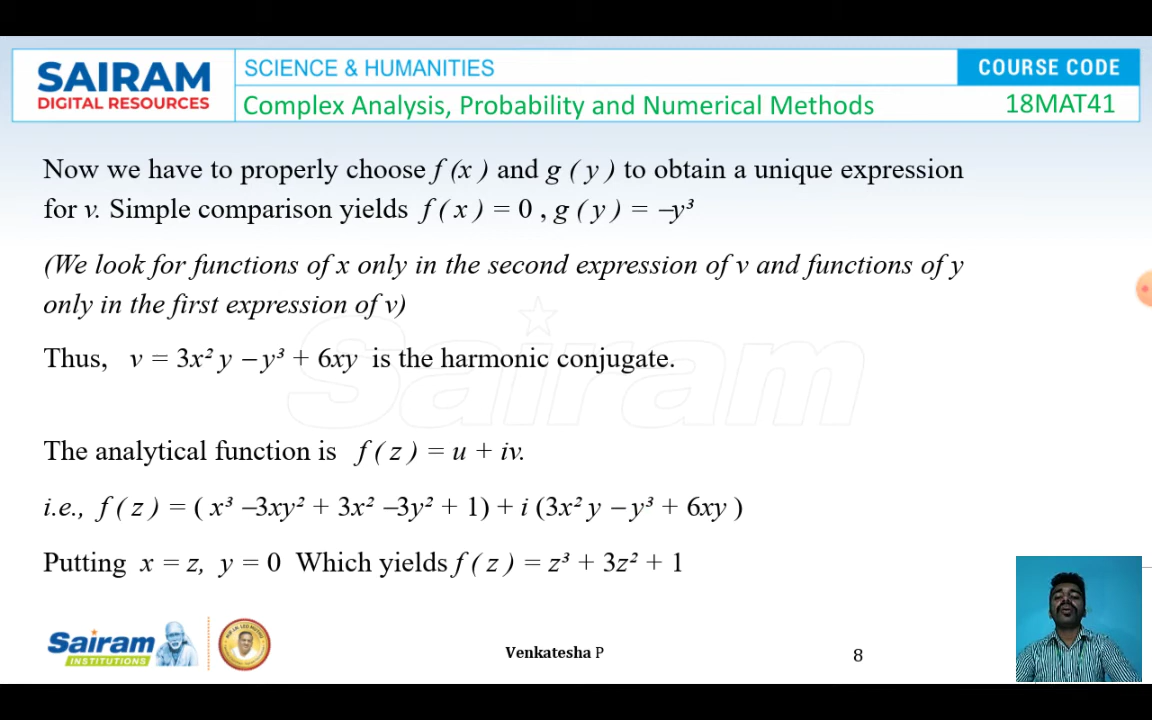 SAIRAM
DIGITAL RESOURCES
SCIENCE & HUMANITIES
COURSE CODE
Complex Analysis, Probability and Numerical Methods
18MAT41
Now we have to properly choose f (x ) and g ( y ) to obtain a unique expression
for v. Simple comparison yields f ( x ) = 0 , g ( y ) = –y³
(We look for functions of x only in the second expression of v and functions of y
only in the first expression of v)
Thus, v = 3x² y – y³ + 6xy is the harmonic conjugate.
Sairam
The analytical function is f ( z ) = u + iv.
i.e., f ( z ) = ( x³ –3xy² + 3x² –3y² + 1) + i (3x² y – y³ + 6xy )
Putting x = z, y = 0 Which yields f ( z ) = z³ + 3z² + 1
Sairam
INSTITUTIONS
Venkatesha P
8